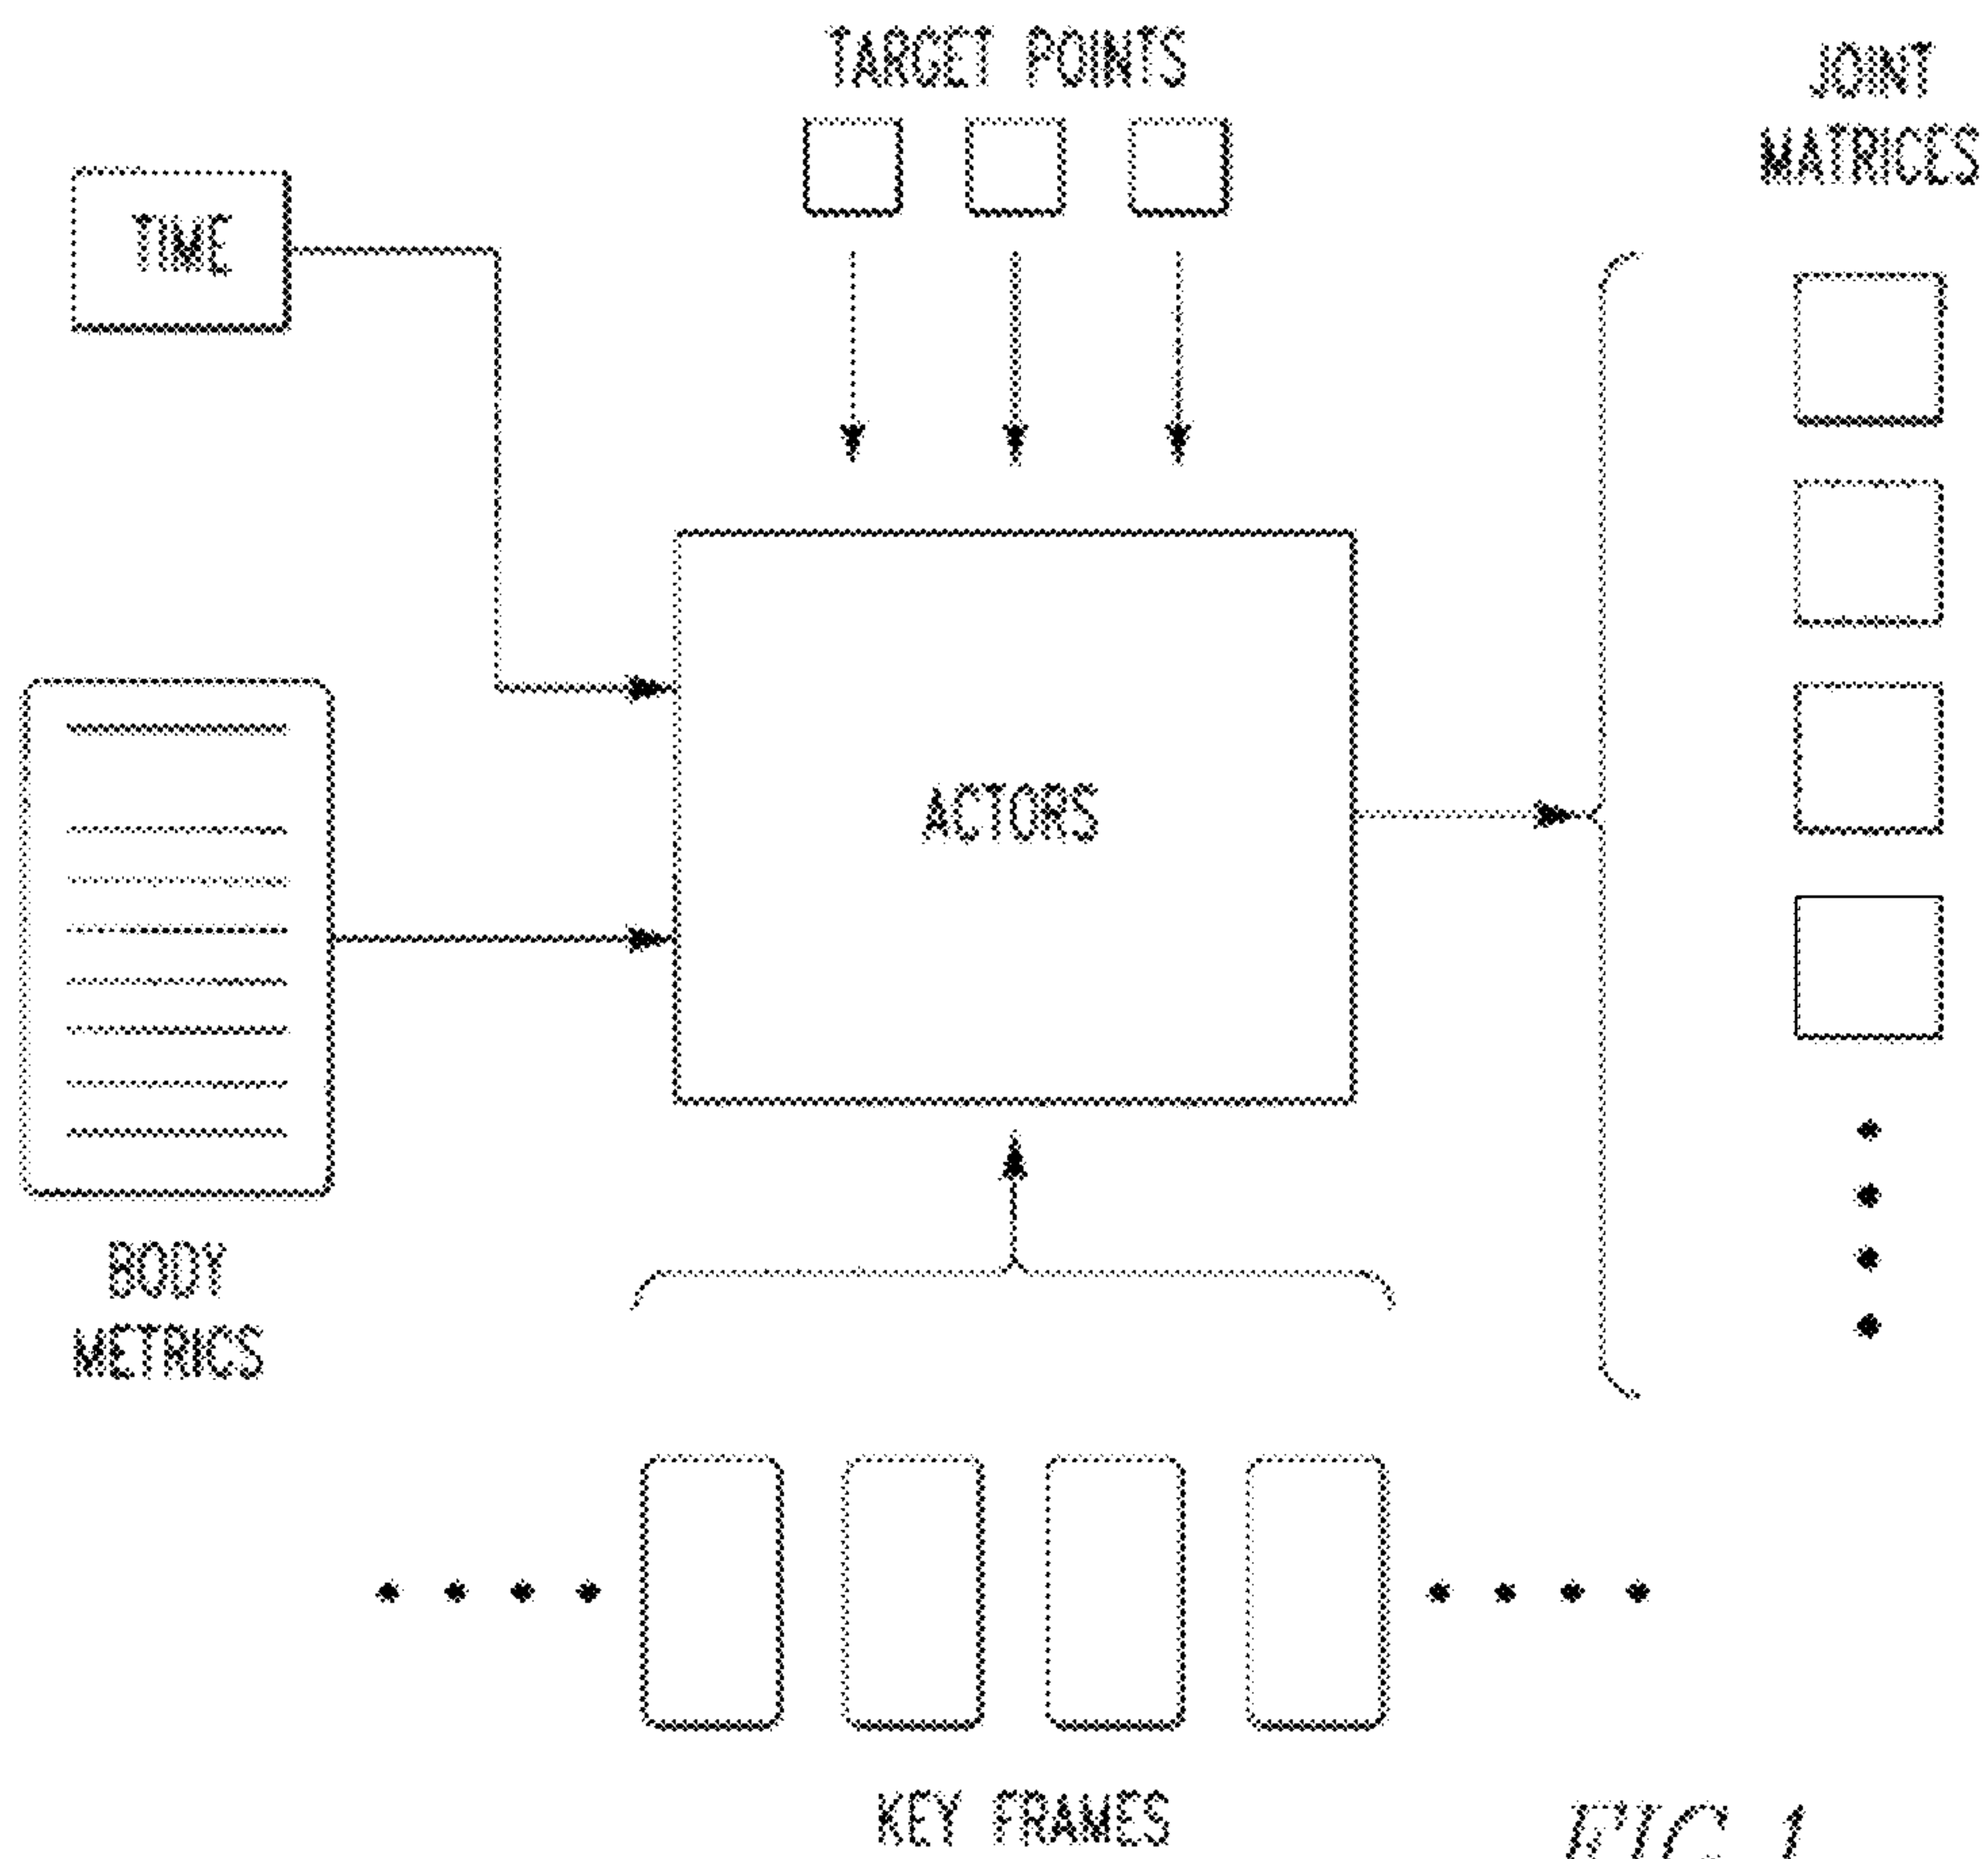 TARGET POINTS
JOINT
MATRICES
TIME
ACTORS
BODY
METRICS
KEY FRAMES
FIG. 1